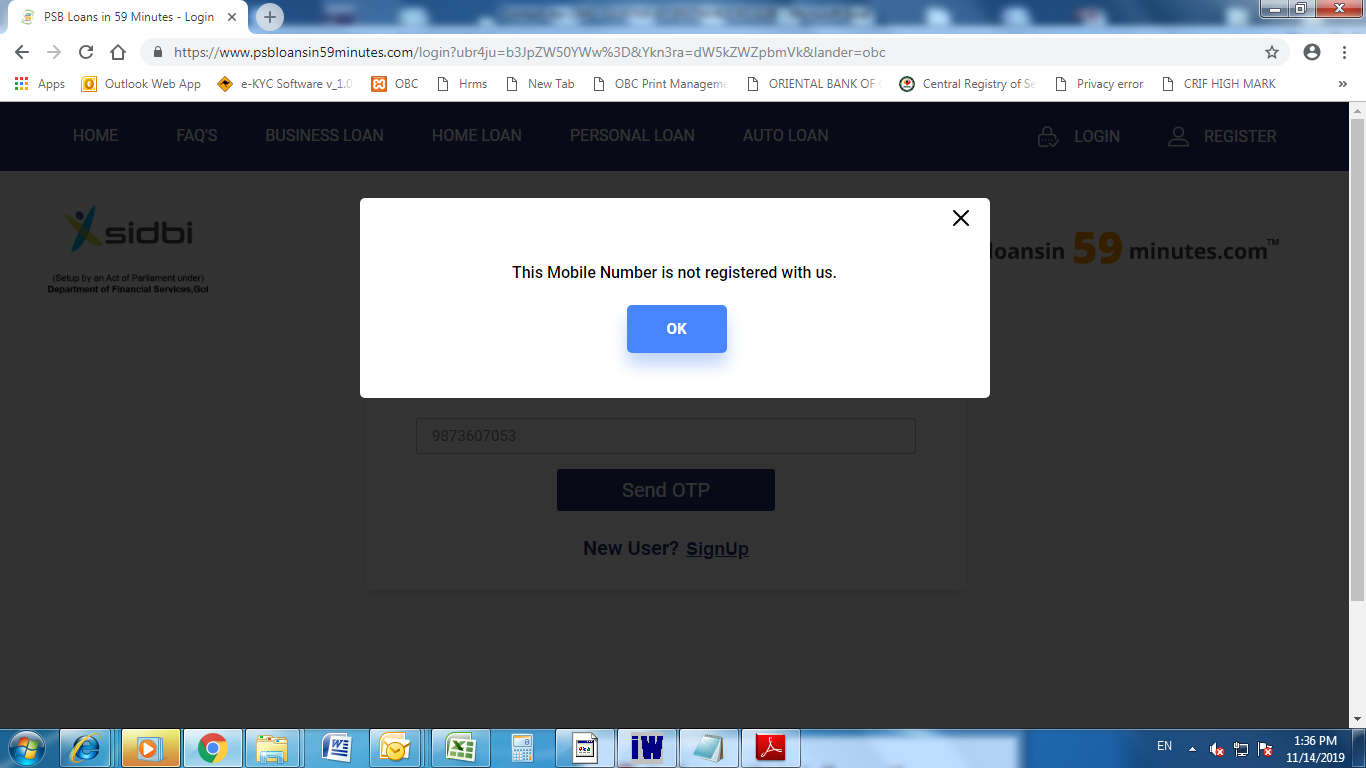 PSB Loans in 59 Minutes - Login
https://www.psbloansin59minutes.com/login?ubr4ju=b3JpZW50YWw%3D&Ykn3ra=dW5kZWZpbmVk&lander=obc
Apps Outlook Web App e-KYC Software v_1.0 OBC Hrms New Tab OBC Print Manageme ORIENTAL BANK OF Central Registry of Se Privacy error CRIF HIGH MARK »
HOME FAQ'S BUSINESS LOAN HOME LOAN PERSONAL LOAN AUTO LOAN LOGIN REGISTER
sidbi
(Setup by an Act of Parliament under)
Department of Financial Services,GoI
loansin 59 minutes.com™
This Mobile Number is not registered with us.
OK
9873607053
Send OTP
New User? SignUp
EN
1:36 PM
11/14/2019